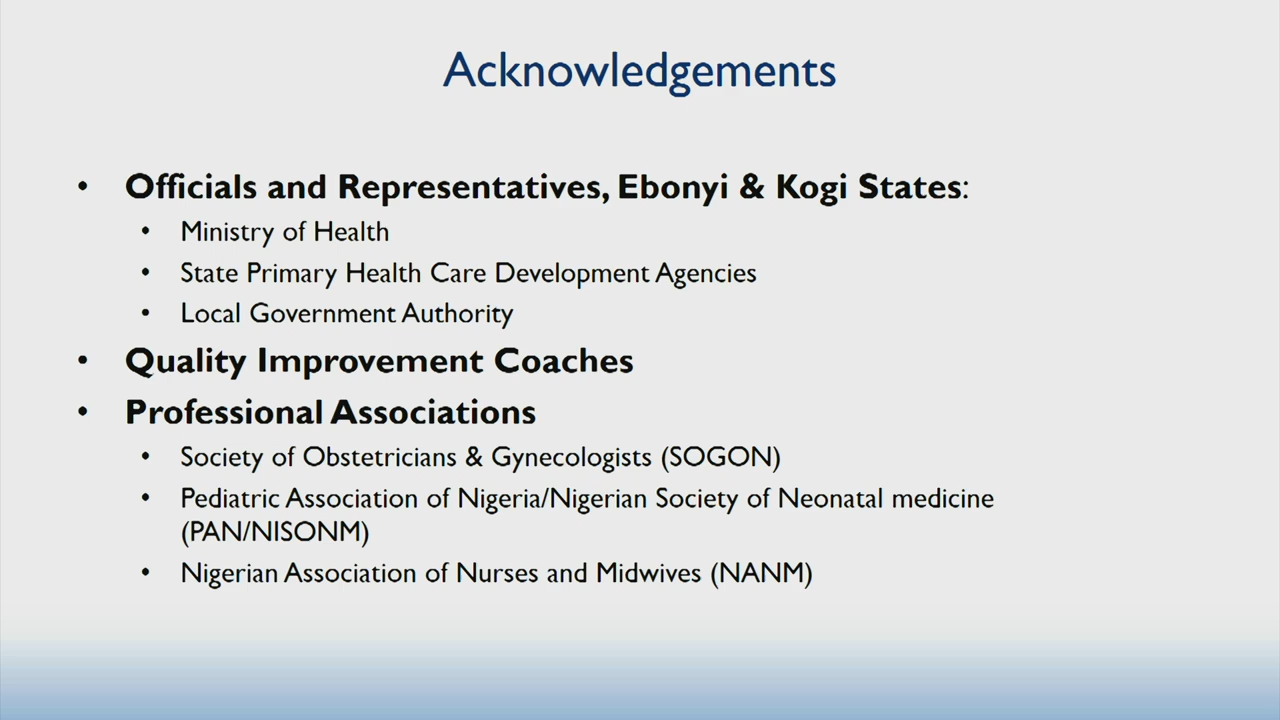 Acknowledgements
• Officials and Representatives, Ebonyi & Kogi States:
• Ministry of Health
• State Primary Health Care Development Agencies
• Local Government Authority
• Quality Improvement Coaches
• Professional Associations
• Society of Obstetricians & Gynecologists (SOGON)
• Pediatric Association of Nigeria/Nigerian Society of Neonatal medicine
(PAN/NISONM)
• Nigerian Association of Nurses and Midwives (NANM)